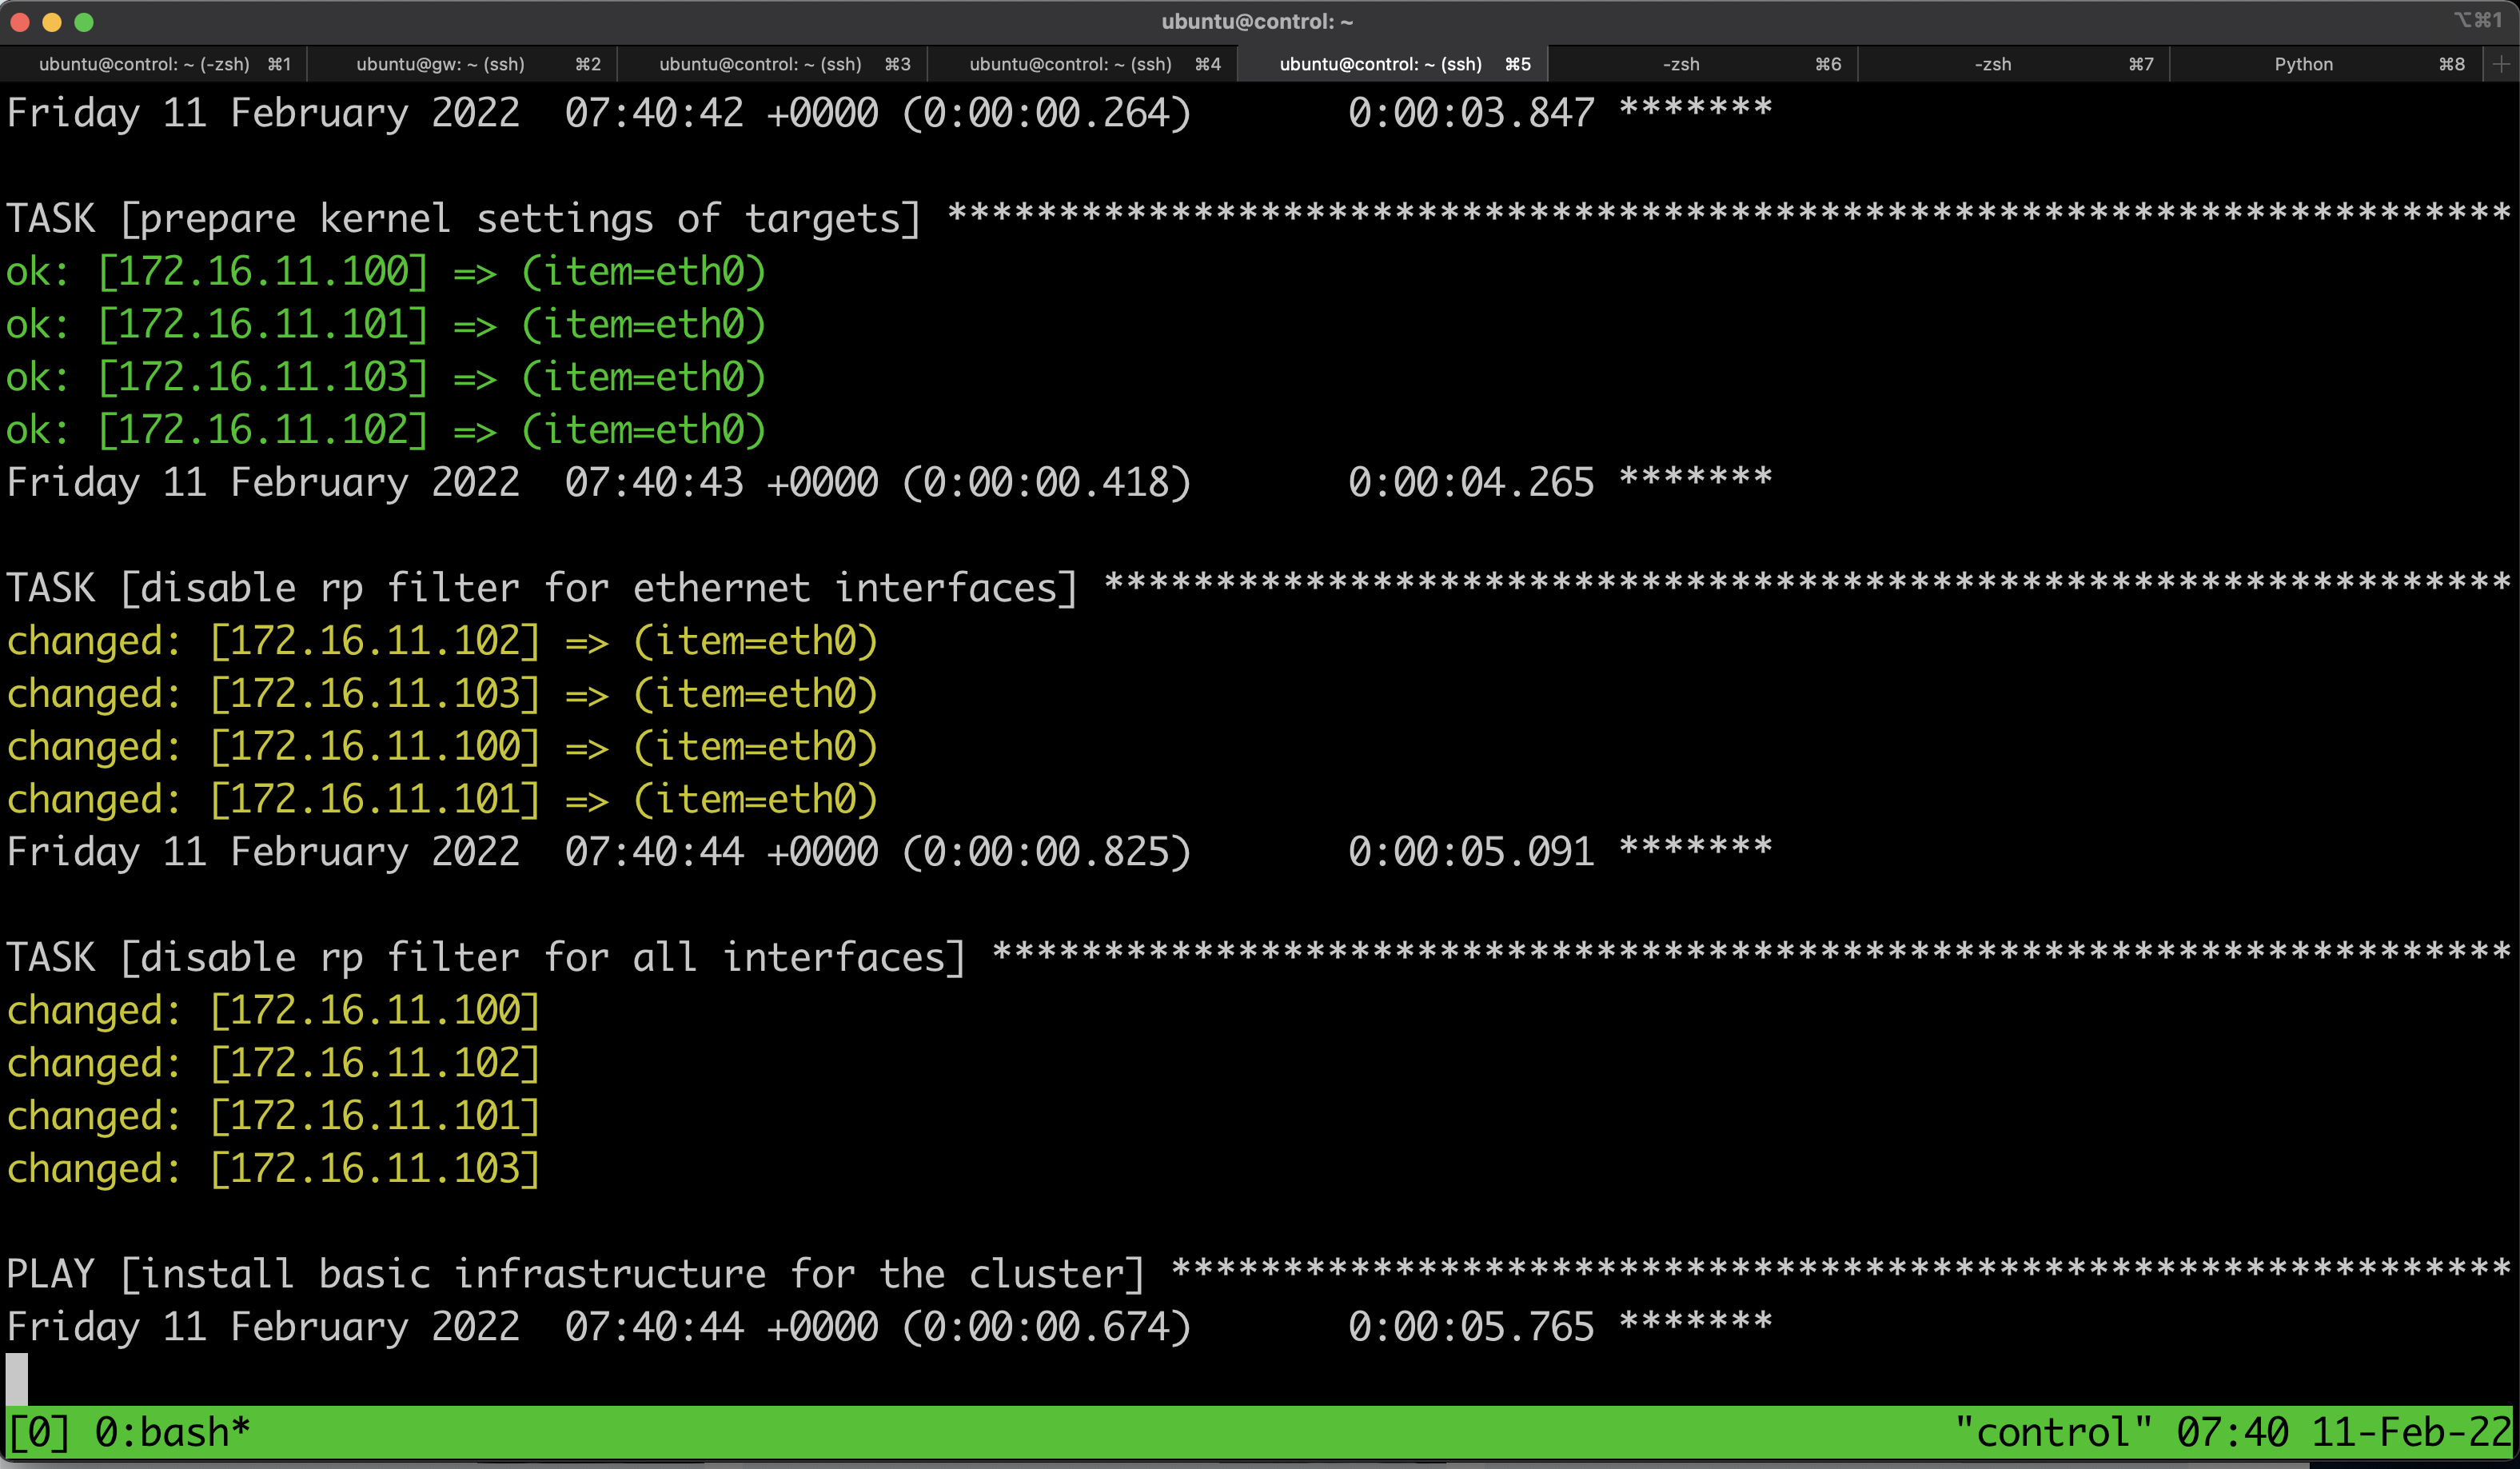 ubuntu@control: ~
⌥⌘1
ubuntu@control: ~ (-zsh) ⌘1 ubuntu@gw: ~ (ssh) ⌘2 ubuntu@control: ~ (ssh) ⌘3 ubuntu@control: ~ (ssh) ⌘4 ubuntu@control: ~ (ssh) ⌘5 -zsh ⌘6 -zsh ⌘7 Python ⌘8
Friday 11 February 2022  07:40:42 +0000 (0:00:00.264)       0:00:03.847 *******
TASK [prepare kernel settings of targets] **********************************************************************
ok: [172.16.11.100] => (item=eth0)
ok: [172.16.11.101] => (item=eth0)
ok: [172.16.11.103] => (item=eth0)
ok: [172.16.11.102] => (item=eth0)
Friday 11 February 2022  07:40:43 +0000 (0:00:00.418)       0:00:04.265 *******
TASK [disable rp filter for ethernet interfaces] ***************************************************************
changed: [172.16.11.102] => (item=eth0)
changed: [172.16.11.103] => (item=eth0)
changed: [172.16.11.100] => (item=eth0)
changed: [172.16.11.101] => (item=eth0)
Friday 11 February 2022  07:40:44 +0000 (0:00:00.825)       0:00:05.091 *******
TASK [disable rp filter for all interfaces] ********************************************************************
changed: [172.16.11.100]
changed: [172.16.11.102]
changed: [172.16.11.101]
changed: [172.16.11.103]
PLAY [install basic infrastructure for the cluster] ************************************************************
Friday 11 February 2022  07:40:44 +0000 (0:00:00.674)       0:00:05.765 *******
[0] 0:bash* "control" 07:40 11-Feb-22